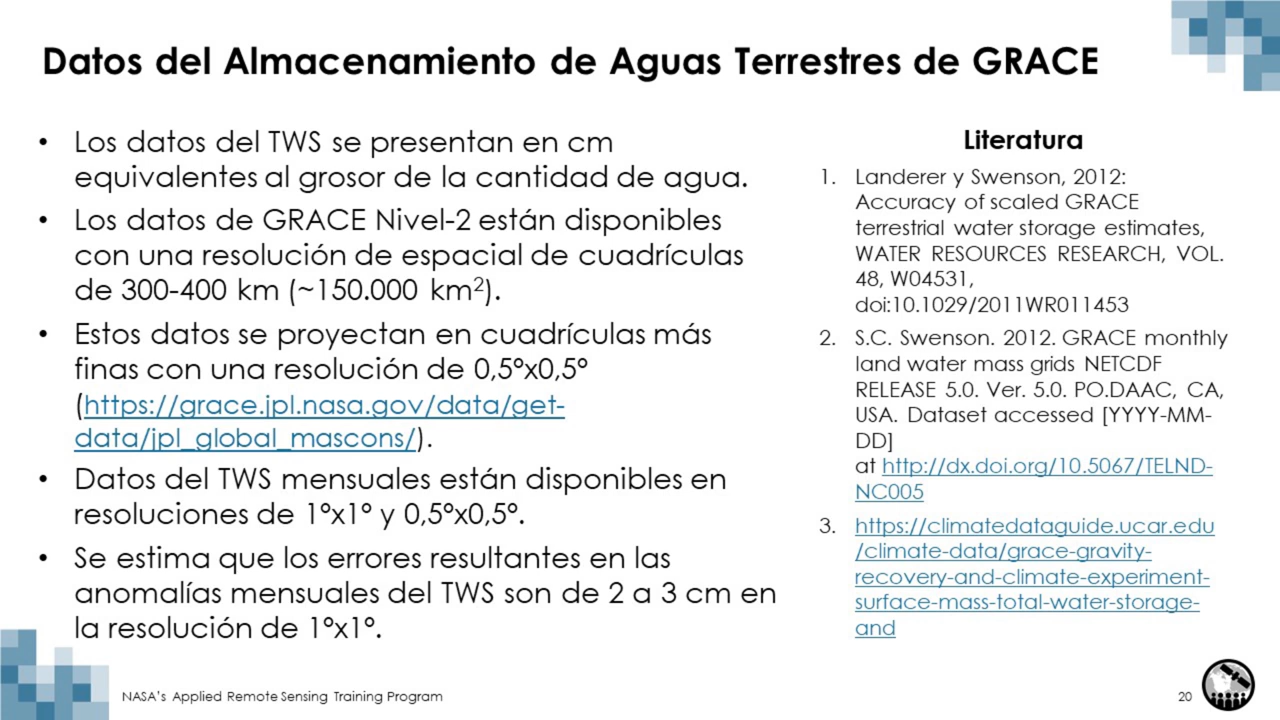 Datos del Almacenamiento de Aguas Terrestres de GRACE
• Los datos del TWS se presentan en cm
equivalentes al grosor de la cantidad de agua.
• Los datos de GRACE Nivel-2 están disponibles
con una resolución de espacial de cuadrículas
de 300-400 km (~150.000 km²).
• Estos datos se proyectan en cuadrículas más
finas con una resolución de 0,5°x0,5°
(https://grace.jpl.nasa.gov/data/get-
data/jpl_global_mascons/).
• Datos del TWS mensuales están disponibles en
resoluciones de 1°x1° y 0,5°x0,5°.
• Se estima que los errores resultantes en las
anomalías mensuales del TWS son de 2 a 3 cm en
la resolución de 1°x1°.
Literatura
1. Landerer y Swenson, 2012:
Accuracy of scaled GRACE
terrestrial water storage estimates,
WATER RESOURCES RESEARCH, VOL.
48, W04531,
doi:10.1029/2011WR011453
2. S.C. Swenson. 2012. GRACE monthly
land water mass grids NETCDF
RELEASE 5.0. Ver. 5.0. PO.DAAC, CA,
USA. Dataset accessed [YYYY-MM-
DD]
at http://dx.doi.org/10.5067/TELND-
NC005
3. https://climatedataguide.ucar.edu
/climate-data/grace-gravity-
recovery-and-climate-experiment-
surface-mass-total-water-storage-
and
NASA's Applied Remote Sensing Training Program
20